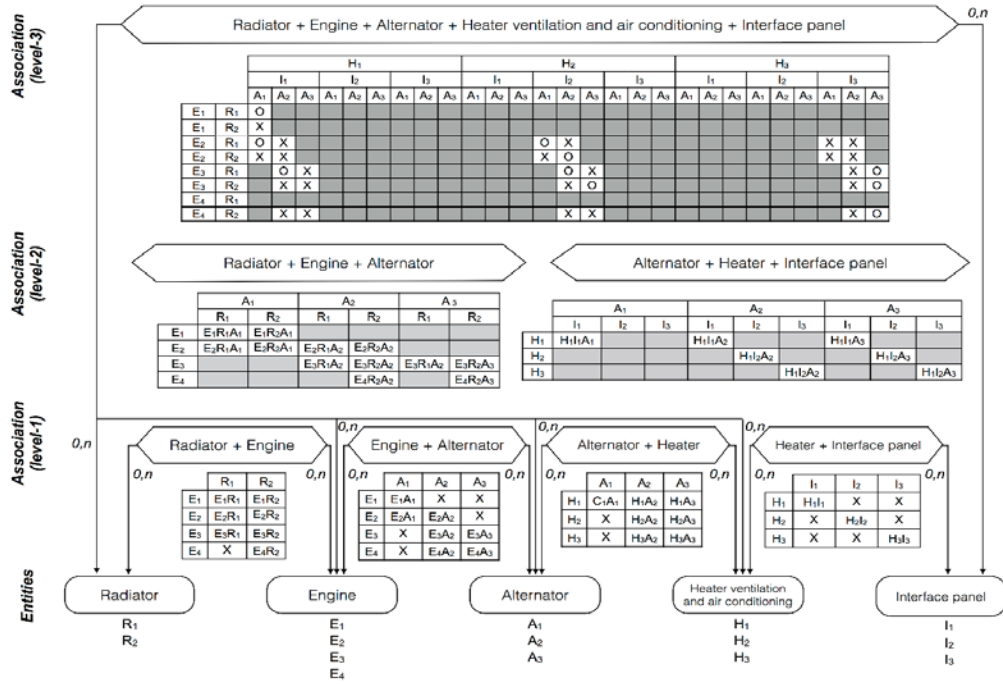 Association
(level-3)
Radiator + Engine + Alternator + Heater ventilation and air conditioning + Interface panel
0,n
H1 H2 H3
I1 I2 I3 I1 I2 I3 I1 I2 I3
A1 A2 A3 A1 A2 A3 A1 A2 A3 A1 A2 A3 A1 A2 A3 A1 A2 A3 A1 A2 A3 A1 A2 A3 A1 A2 A3
E1 R1 O
E1 R2 X
E2 R1 O X O X X X
E2 R2 X X X O X X
E3 R1 O X O X X O
E3 R2 X X X O X O
E4 R1
E4 R2 X X X X X O
Association
(level-2)
Radiator + Engine + Alternator
Alternator + Heater + Interface panel
A1 A2 A3
R1 R2 R1 R2 R1 R2
E1 E1R1A1 E1R2A1
E2 E2R1A1 E2R2A1 E2R1A2 E2R2A2
E3 E3R1A2 E3R2A2 E3R1A2 E3R2A3
E4 E4R2A2 E4R2A3
A1 A2 A3
I1 I2 I3 I1 I2 I3 I1 I2 I3
H1 H1I1A1 H1I1A2 H1I1A3
H2 H1I2A2 H1I2A3
H3 H1I2A2 H1I2A3
Association
(level-1)
0,n
Radiator + Engine
0,n
0,n
0,n
Engine + Alternator
0,n
0,n
Alternator + Heater
0,n
0,n
Heater + Interface panel
0,n
R1 R2
E1 E1R1 E1R2
E2 E2R1 E2R2
E3 E3R1 E3R2
E4 X E4R2
A1 A2 A3
E1 E1A1 X X
E2 E2A1 E2A2 X
E3 X E3A2 E3A3
E4 X E4A2 E4A3
A1 A2 A3
H1 C1A1 H1A2 H1A3
H2 X H2A2 H2A3
H3 X H3A2 H3A3
I1 I2 I3
H1 H1I1 X X
H2 X H2I2 X
H3 X X H3I3
Entities
Radiator
Engine
Alternator
Heater ventilation
and air conditioning
Interface panel
R1
R2
E1
E2
E3
E4
A1
A2
A3
H1
H2
H3
I1
I2
I3